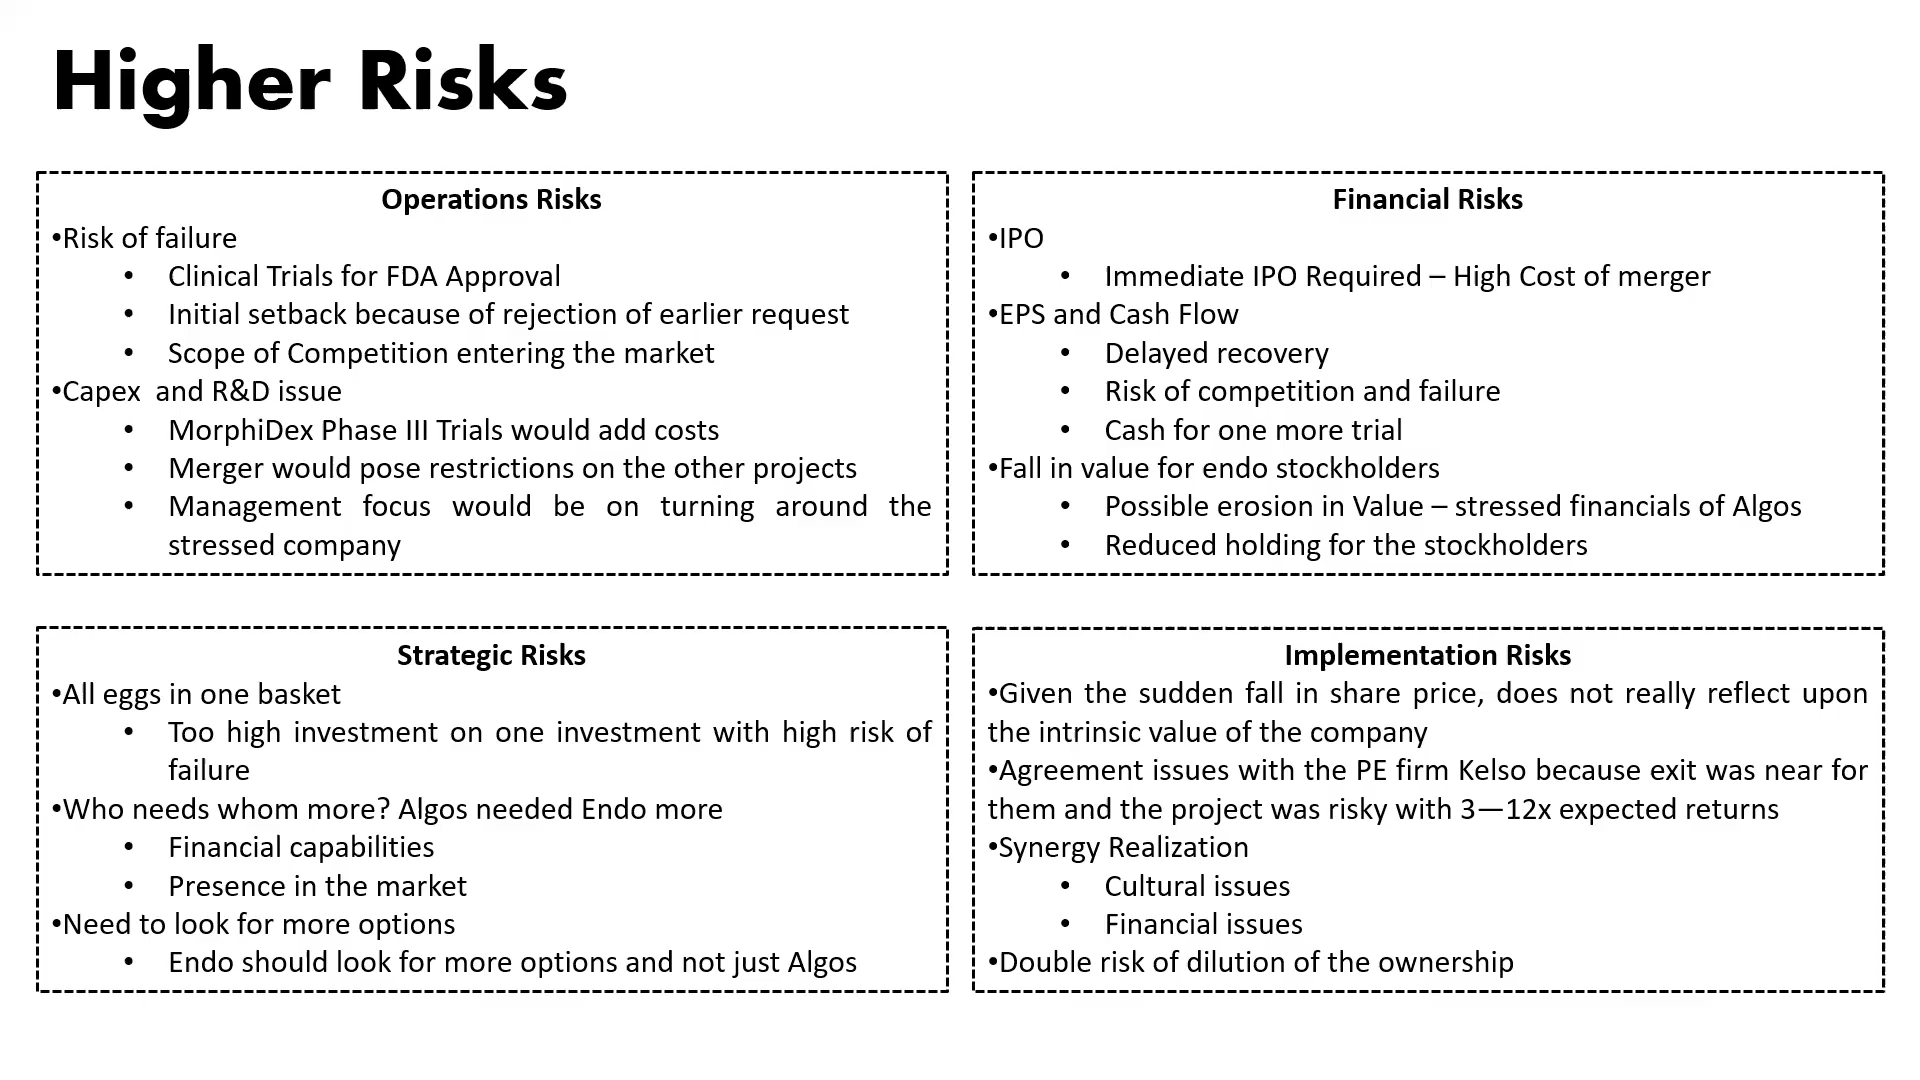 Higher Risks
Operations Risks
•Risk of failure
• Clinical Trials for FDA Approval
• Initial setback because of rejection of earlier request
• Scope of Competition entering the market
•Capex  and R&D issue
• MorphiDex Phase III Trials would add costs
• Merger would pose restrictions on the other projects
• Management focus would be on turning around the
stressed company
Financial Risks
•IPO
• Immediate IPO Required – High Cost of merger
•EPS and Cash Flow
• Delayed recovery
• Risk of competition and failure
• Cash for one more trial
•Fall in value for endo stockholders
• Possible erosion in Value – stressed financials of Algos
• Reduced holding for the stockholders
Strategic Risks
•All eggs in one basket
• Too high investment on one investment with high risk of
failure
•Who needs whom more? Algos needed Endo more
• Financial capabilities
• Presence in the market
•Need to look for more options
• Endo should look for more options and not just Algos
Implementation Risks
•Given the sudden fall in share price, does not really reflect upon
the intrinsic value of the company
•Agreement issues with the PE firm Kelso because exit was near for
them and the project was risky with 3—12x expected returns
•Synergy Realization
• Cultural issues
• Financial issues
•Double risk of dilution of the ownership